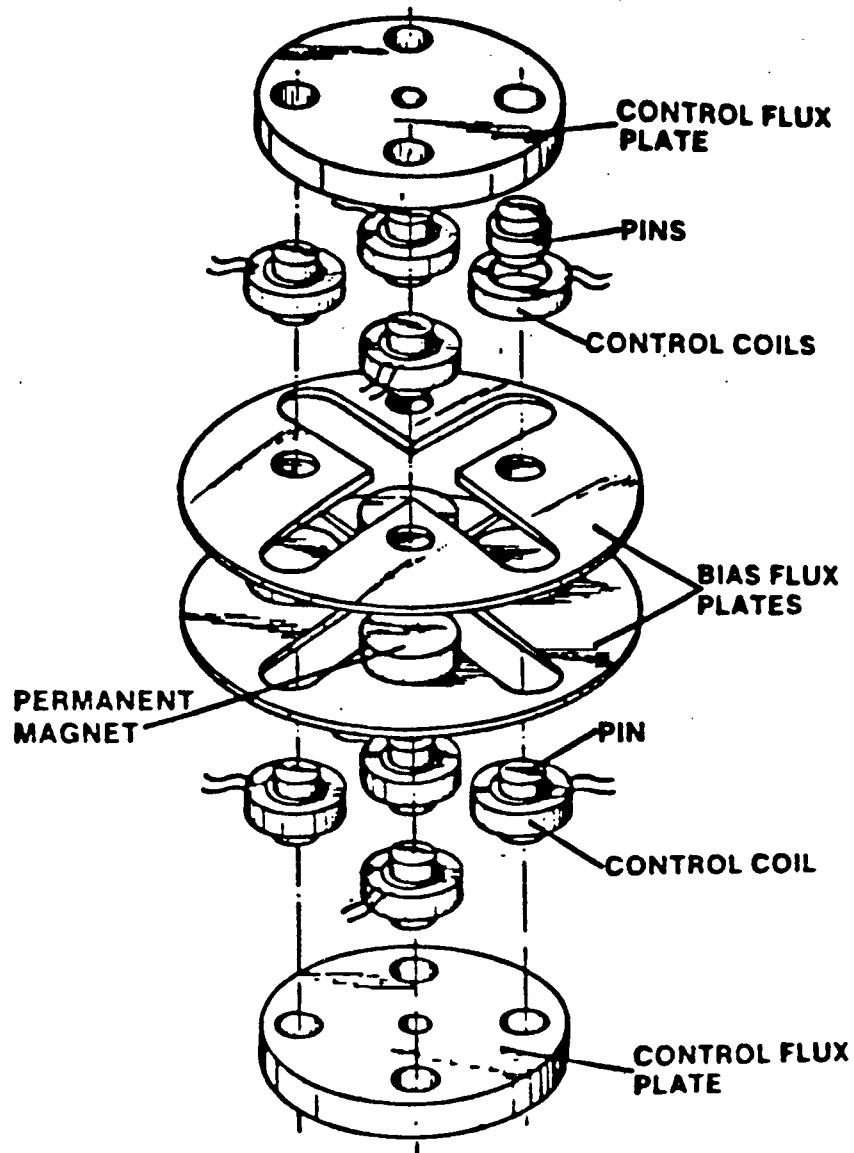 CONTROL FLUX
PLATE
PINS
CONTROL COILS
BIAS FLUX
PLATES
PERMANENT
MAGNET
PIN
CONTROL COIL
CONTROL FLUX
PLATE